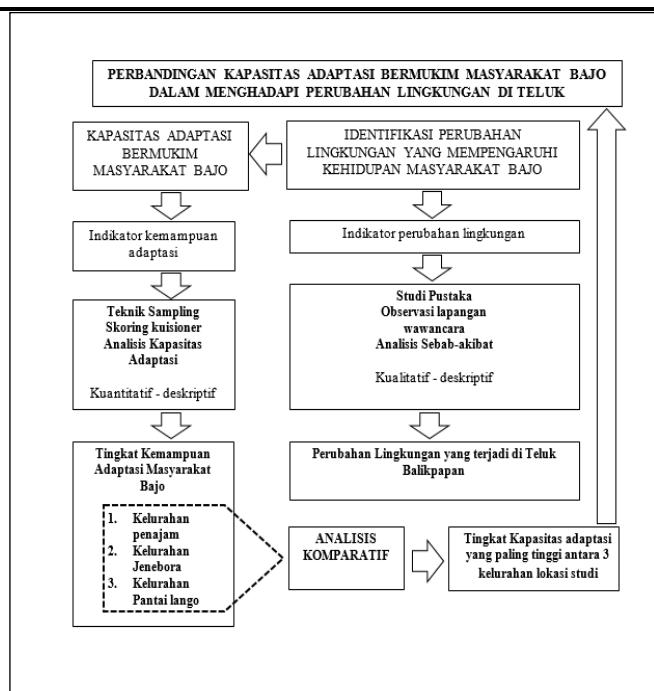 PERBANDINGAN KAPASITAS ADAPTASI BERMUKIM MASYARAKAT BAJO
DALAM MENGHADAPI PERUBAHAN LINGKUNGAN DI TELUK
KAPASITAS ADAPTASI
BERMUKIM
MASYARAKAT BAJO
IDENTIFIKASI PERUBAHAN
LINGKUNGAN YANG MEMPENGARUHI
KEHIDUPAN MASYARAKAT BAJO
Indikator kemampuan
adaptasi
Indikator perubahan lingkungan
Teknik Sampling
Skoring kuisioner
Analisis Kapasitas
Adaptasi
Kuantitatif - deskriptif
Studi Pustaka
Observasi lapangan
wawancara
Analisis Sebab-akibat
Kualitatif - deskriptif
Tingkat Kemampuan
Adaptasi Masyarakat
Bajo
1. Kelurahan
penajam
2. Kelurahan
Jenebora
3. Kelurahan
Pantai lango
Perubahan Lingkungan yang terjadi di Teluk
Balikpapan
ANALISIS
KOMPARATIF
Tingkat Kapasitas adaptasi
yang paling tinggi antara 3
kelurahan lokasi studi